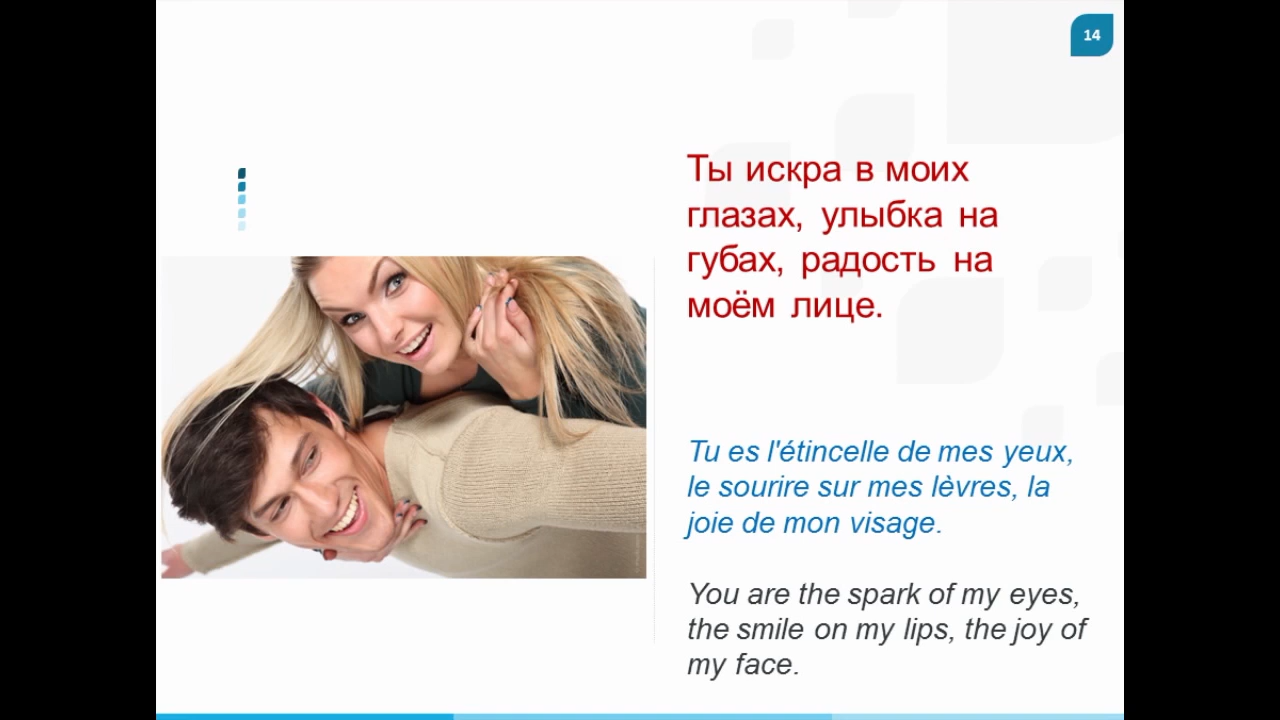 14
Ты искра в моих
глазах, улыбка на
губах, радость на
моём лице.
Tu es l'étincelle de mes yeux,
le sourire sur mes lèvres, la
joie de mon visage.
You are the spark of my eyes,
the smile on my lips, the joy of
my face.